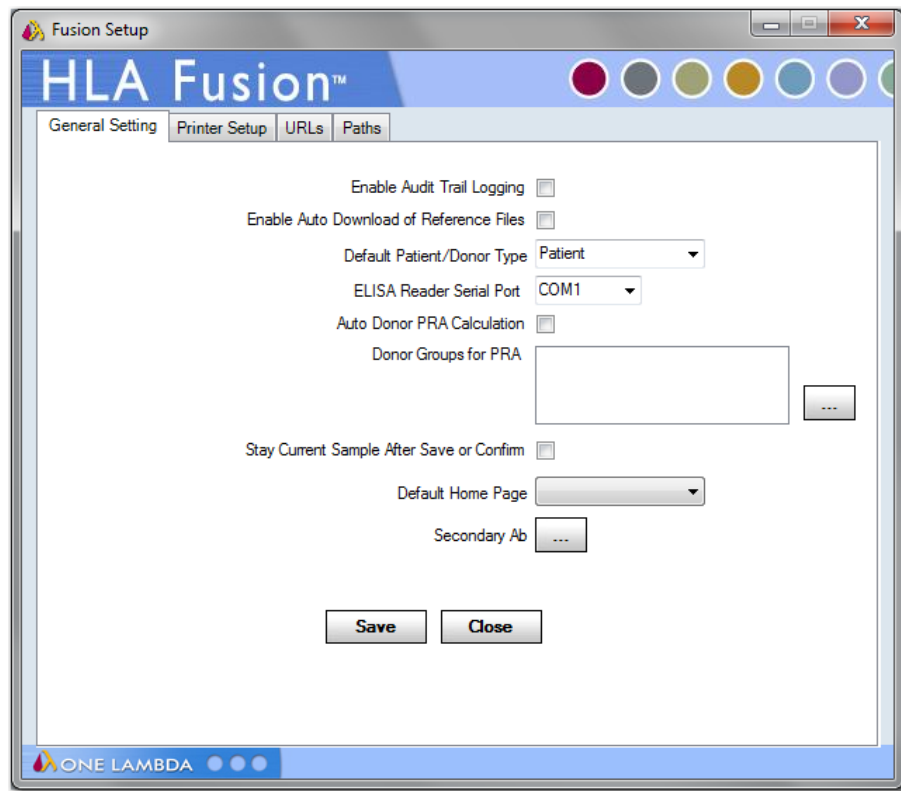 Fusion Setup
HLA Fusion™
General Setting Printer Setup URLs Paths
Enable Audit Trail Logging
Enable Auto Download of Reference Files
Default Patient/Donor Type Patient
ELISA Reader Serial Port COM1
Auto Donor PRA Calculation
Donor Groups for PRA
...
Stay Current Sample After Save or Confirm
Default Home Page
Secondary Ab ...
Save Close
ONE LAMBDA